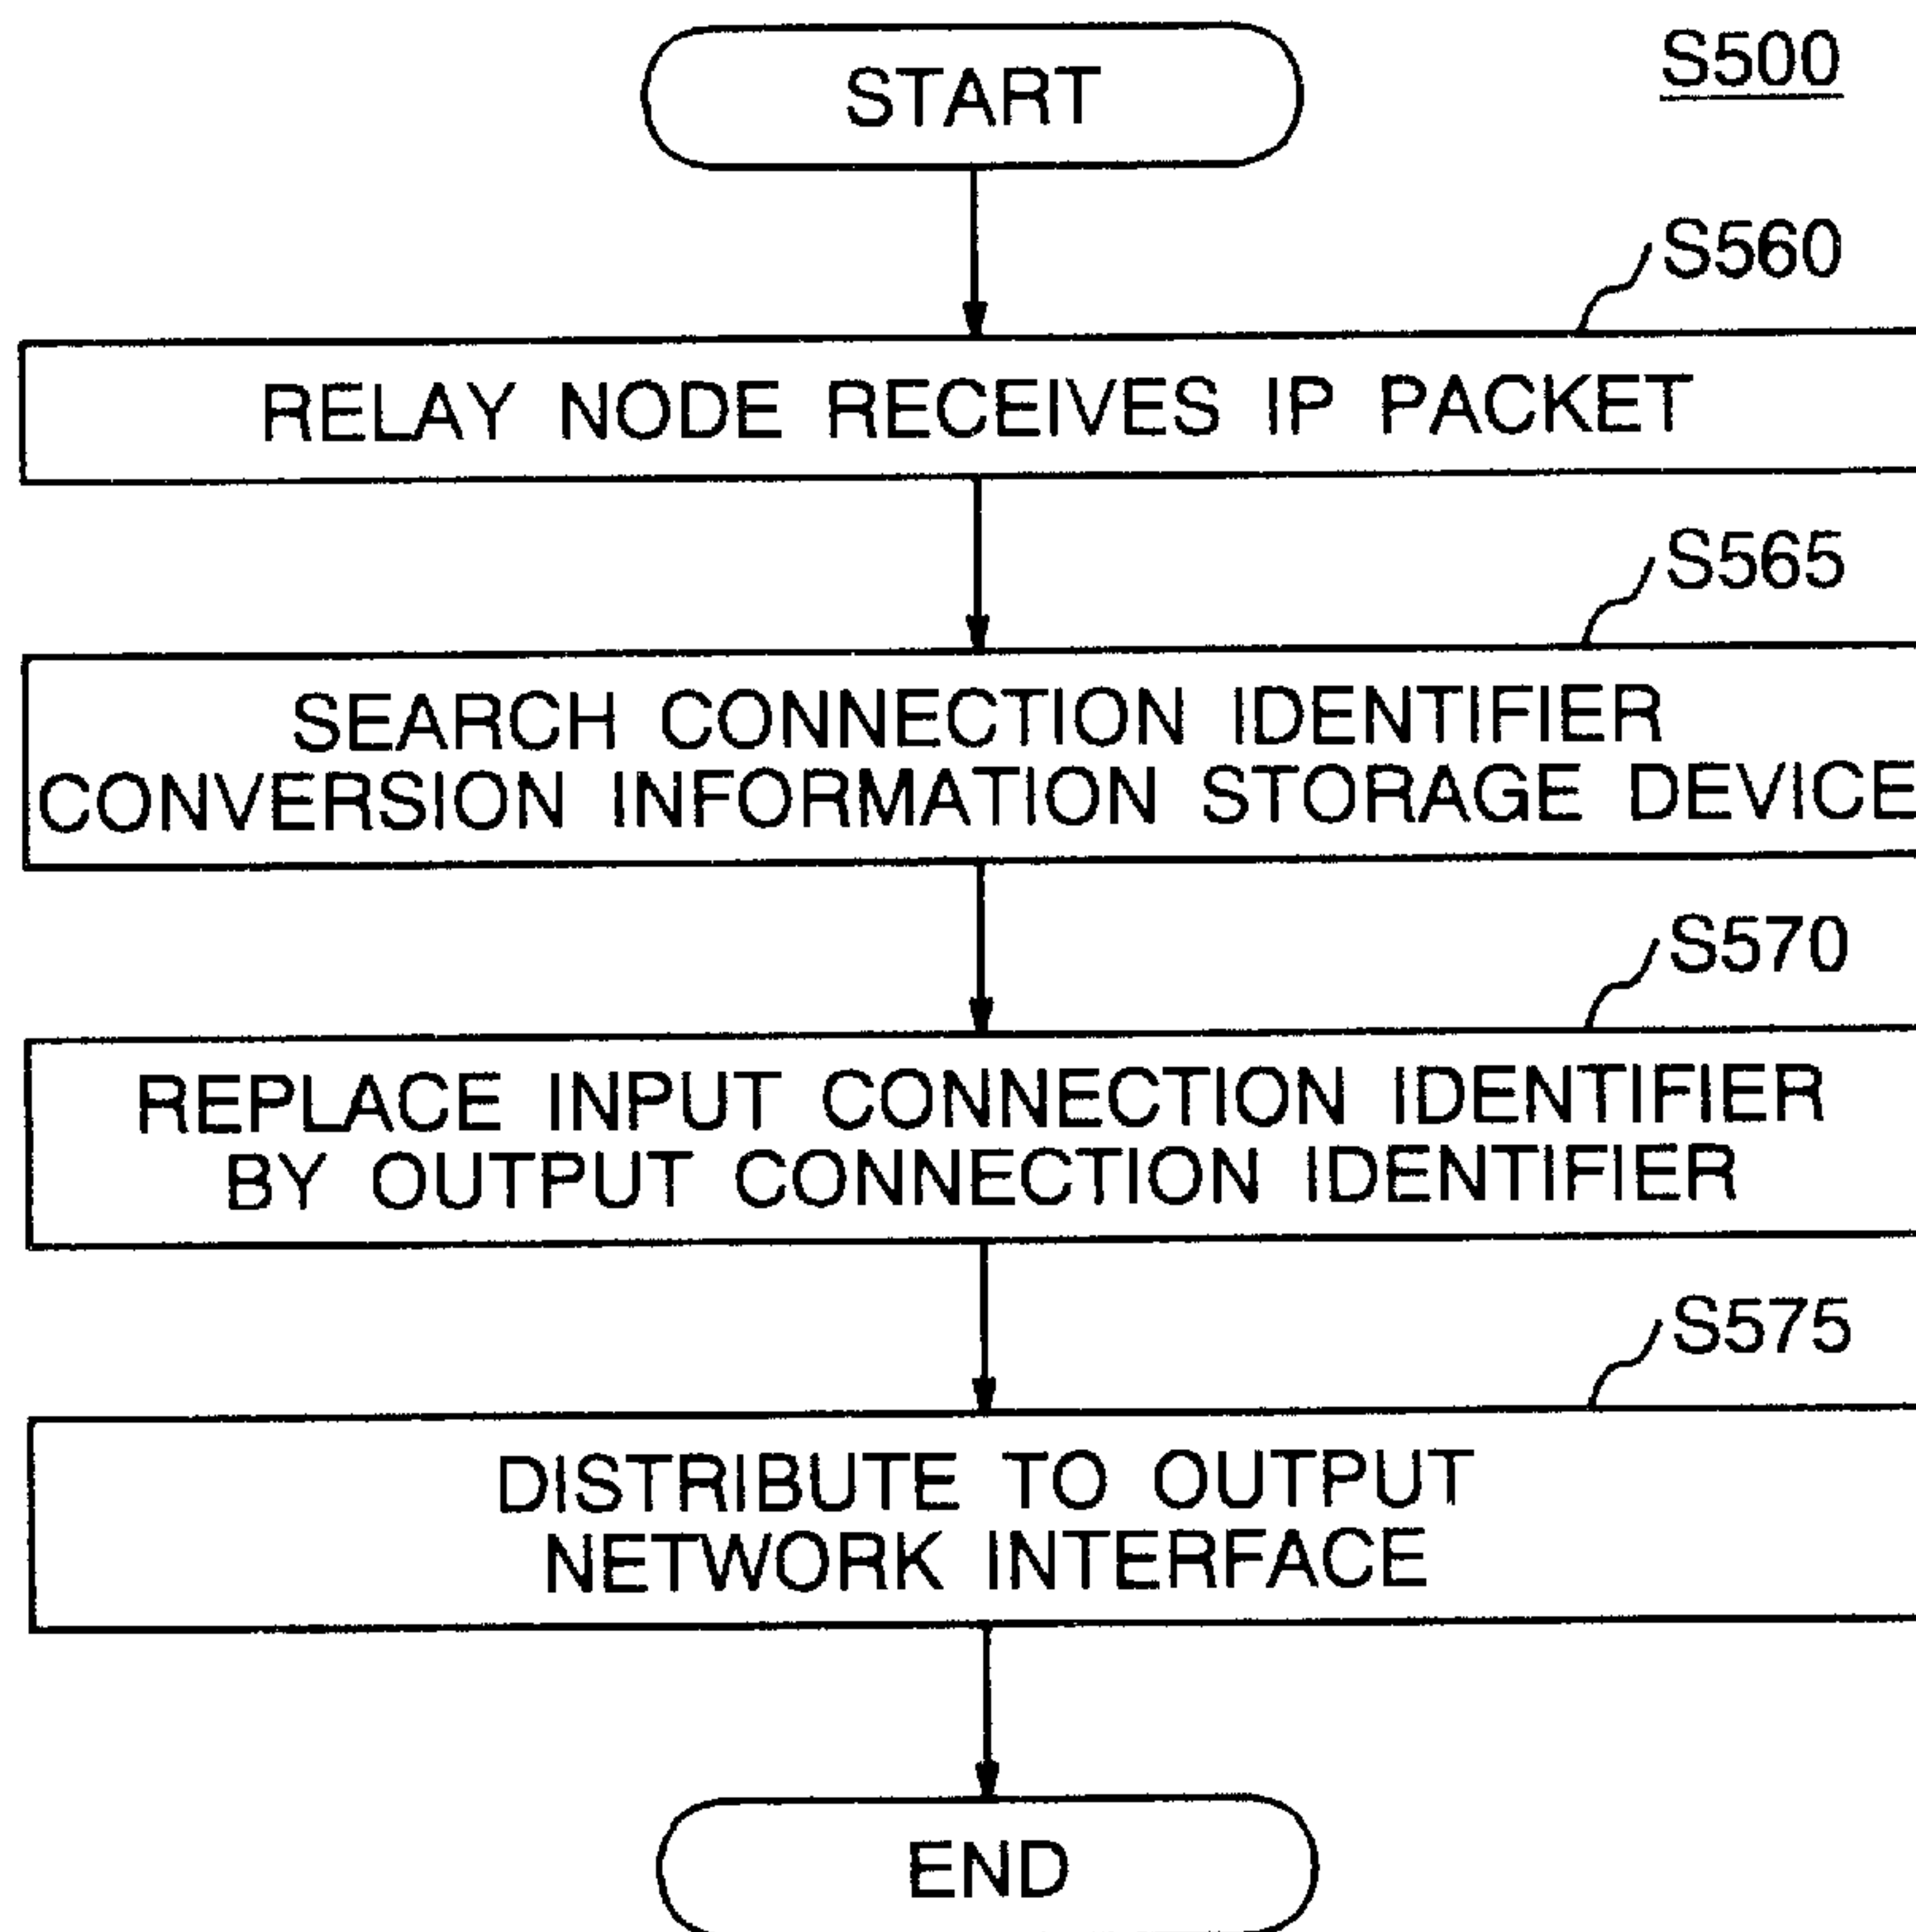 START
S500
S560
RELAY NODE RECEIVES IP PACKET
S565
SEARCH CONNECTION IDENTIFIER
CONVERSION INFORMATION STORAGE DEVICE
S570
REPLACE INPUT CONNECTION IDENTIFIER
BY OUTPUT CONNECTION IDENTIFIER
S575
DISTRIBUTE TO OUTPUT
NETWORK INTERFACE
END